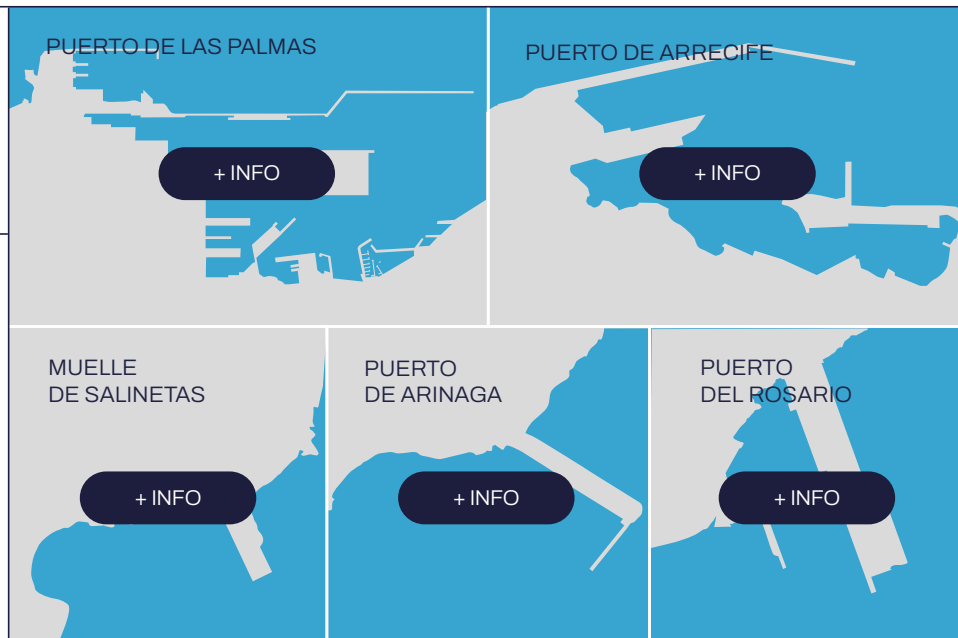 PUERTO DE LAS PALMAS
+ INFO
PUERTO DE ARRECIFE
+ INFO
MUELLE
DE SALINETAS
+ INFO
PUERTO
DE ARINAGA
+ INFO
PUERTO
DEL ROSARIO
+ INFO